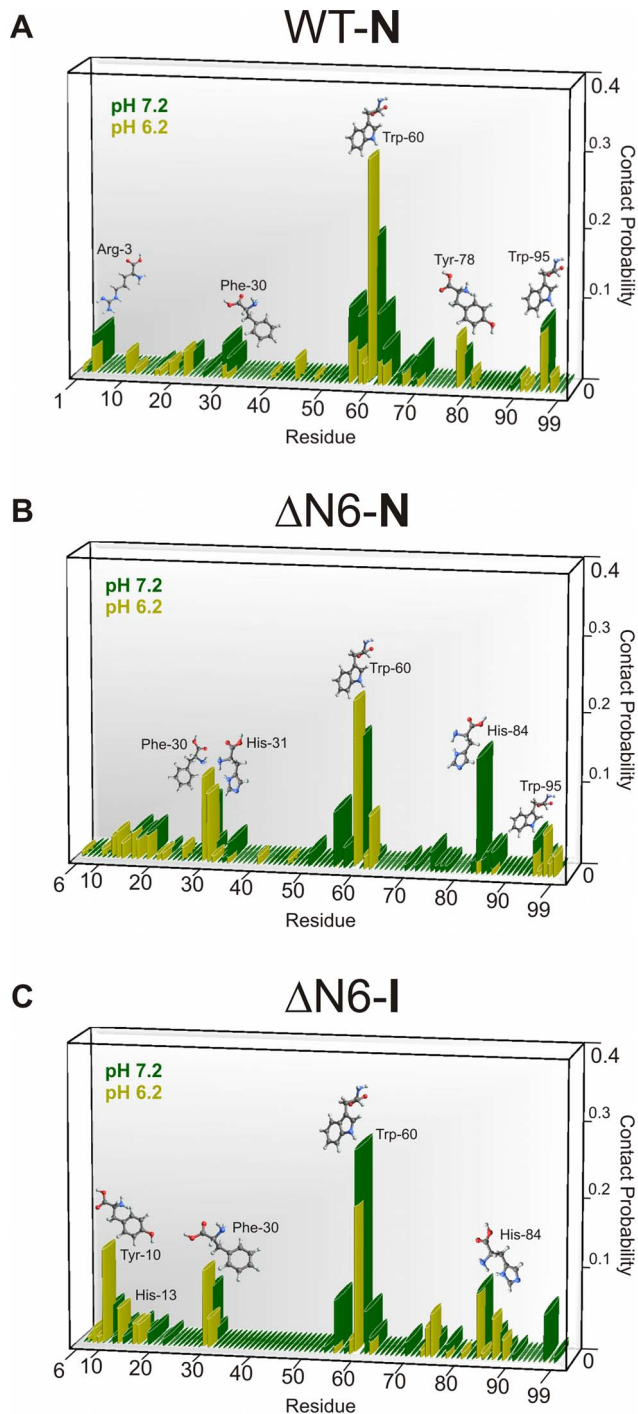 A
WT-N
pH 7.2
pH 6.2
Arg-3
Phe-30
Trp-60
Tyr-78
Trp-95
0.4
0.3
0.2
0.1
0
Contact Probability
1 10 20 30 40 50 60 70 80 90 99
Residue
B
ΔN6-N
pH 7.2
pH 6.2
Phe-30
His-31
Trp-60
His-84
Trp-95
0.4
0.3
0.2
0.1
0
Contact Probability
6 10 20 30 40 50 60 70 80 90 99
Residue
C
ΔN6-I
pH 7.2
pH 6.2
Tyr-10
His-13
Phe-30
Trp-60
His-84
0.4
0.3
0.2
0.1
0
Contact Probability
6 10 20 30 40 50 60 70 80 90 99
Residue